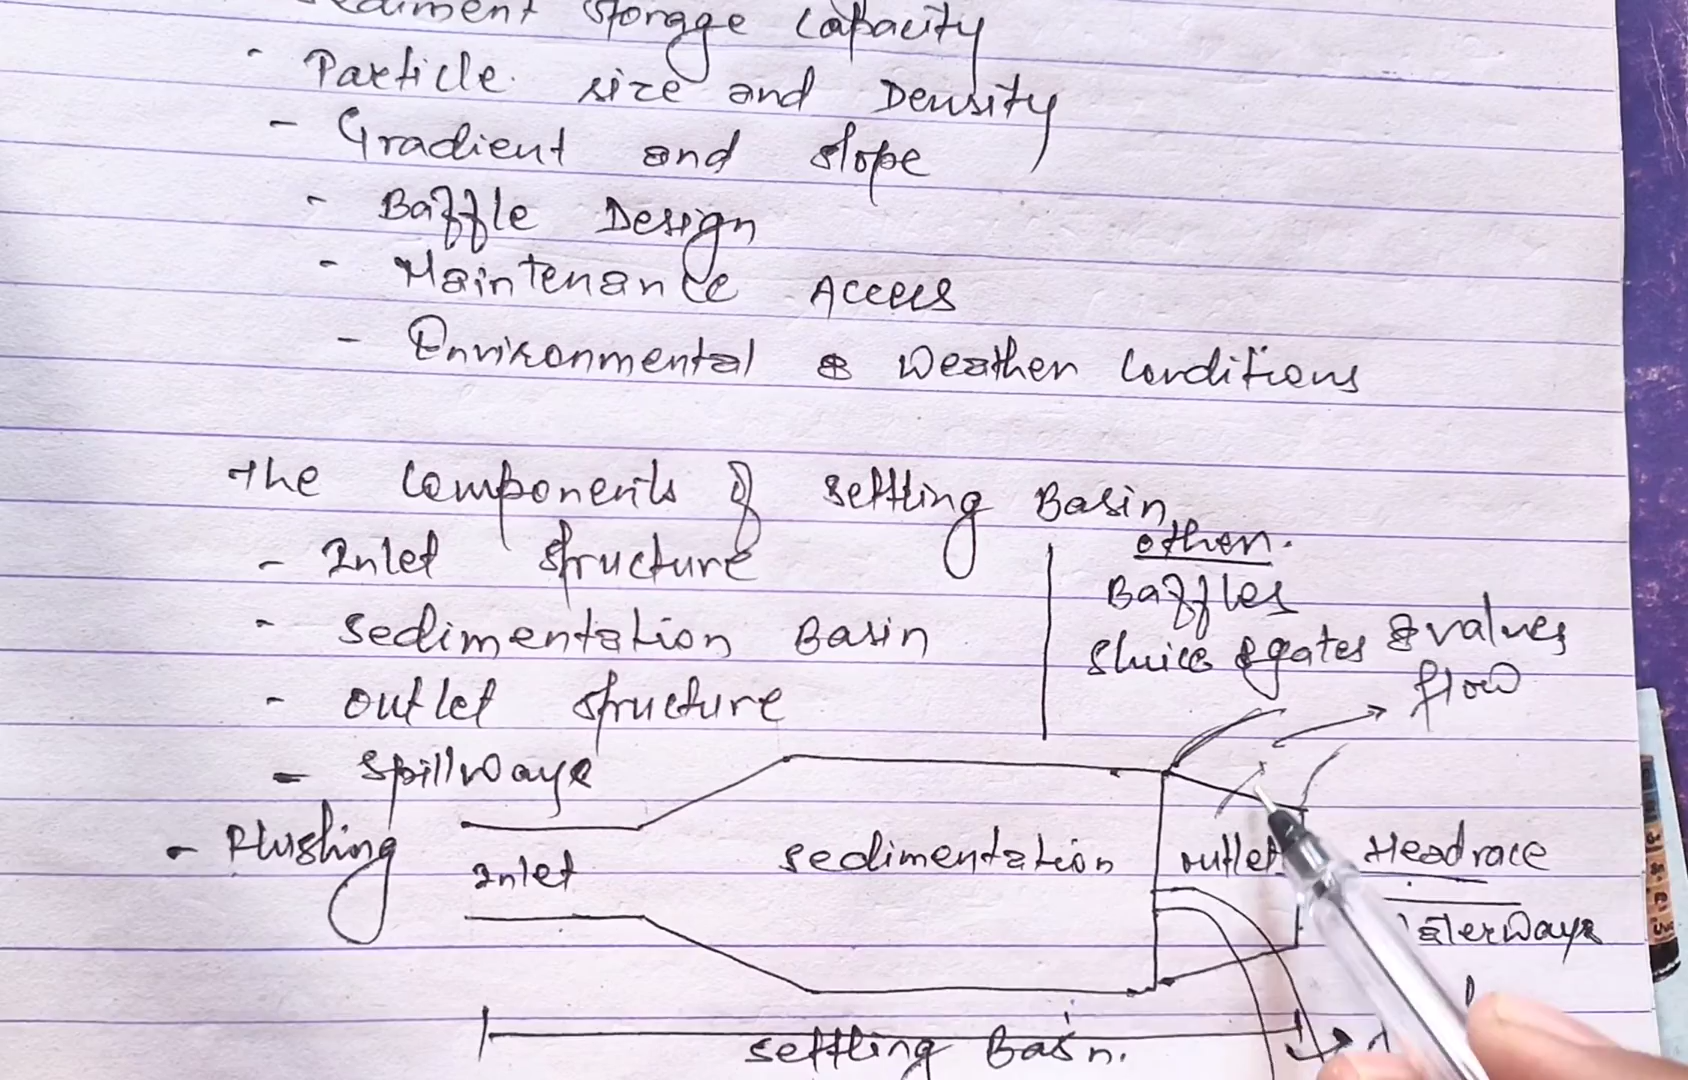 Sediment Storage Capacity
- Particle size and Density
- Gradient and slope
- Baffle Design
- Maintenance Access
- Environmental & Weather Conditions
The Components of Settling Basin
- Inlet structure
- Sedimentation Basin
- Outlet structure
- Spillways
- Flushing
other.
Baffles
Sluice & gates & valves
flow
Inlet
Sedimentation
outlet
Headrace
aterways
Settling Basin.